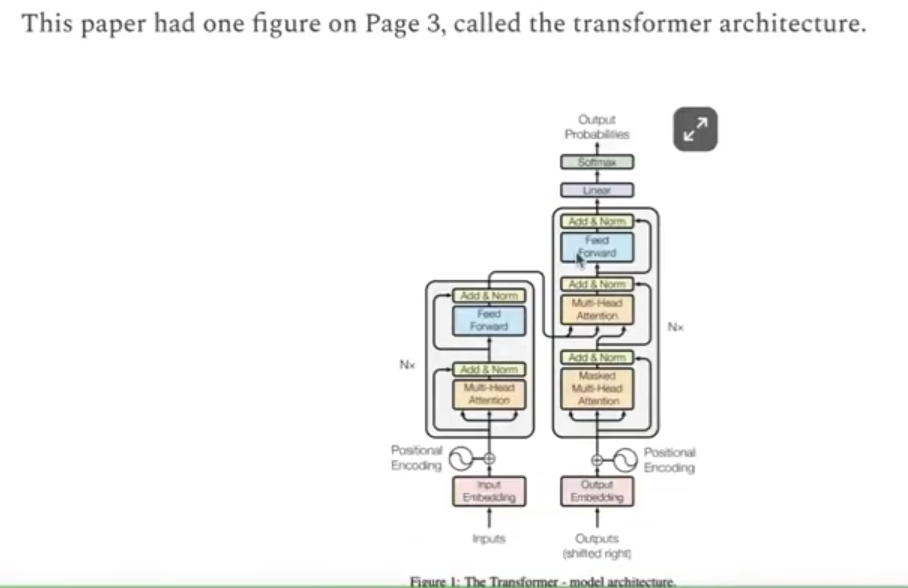 This paper had one figure on Page 3, called the transformer architecture.
Output
Probabilities
Softmax
Linear
Add & Norm
Feed
Forward
Add & Norm
Multi-Head
Attention
Nx
Add & Norm
Masked
Multi-Head
Attention
Add & Norm
Feed
Forward
Nx
Add & Norm
Multi-Head
Attention
Positional
Encoding
Positional
Encoding
Input
Embedding
Output
Embedding
Inputs
Outputs
(shifted right)
Figure 1: The Transformer - model architecture.